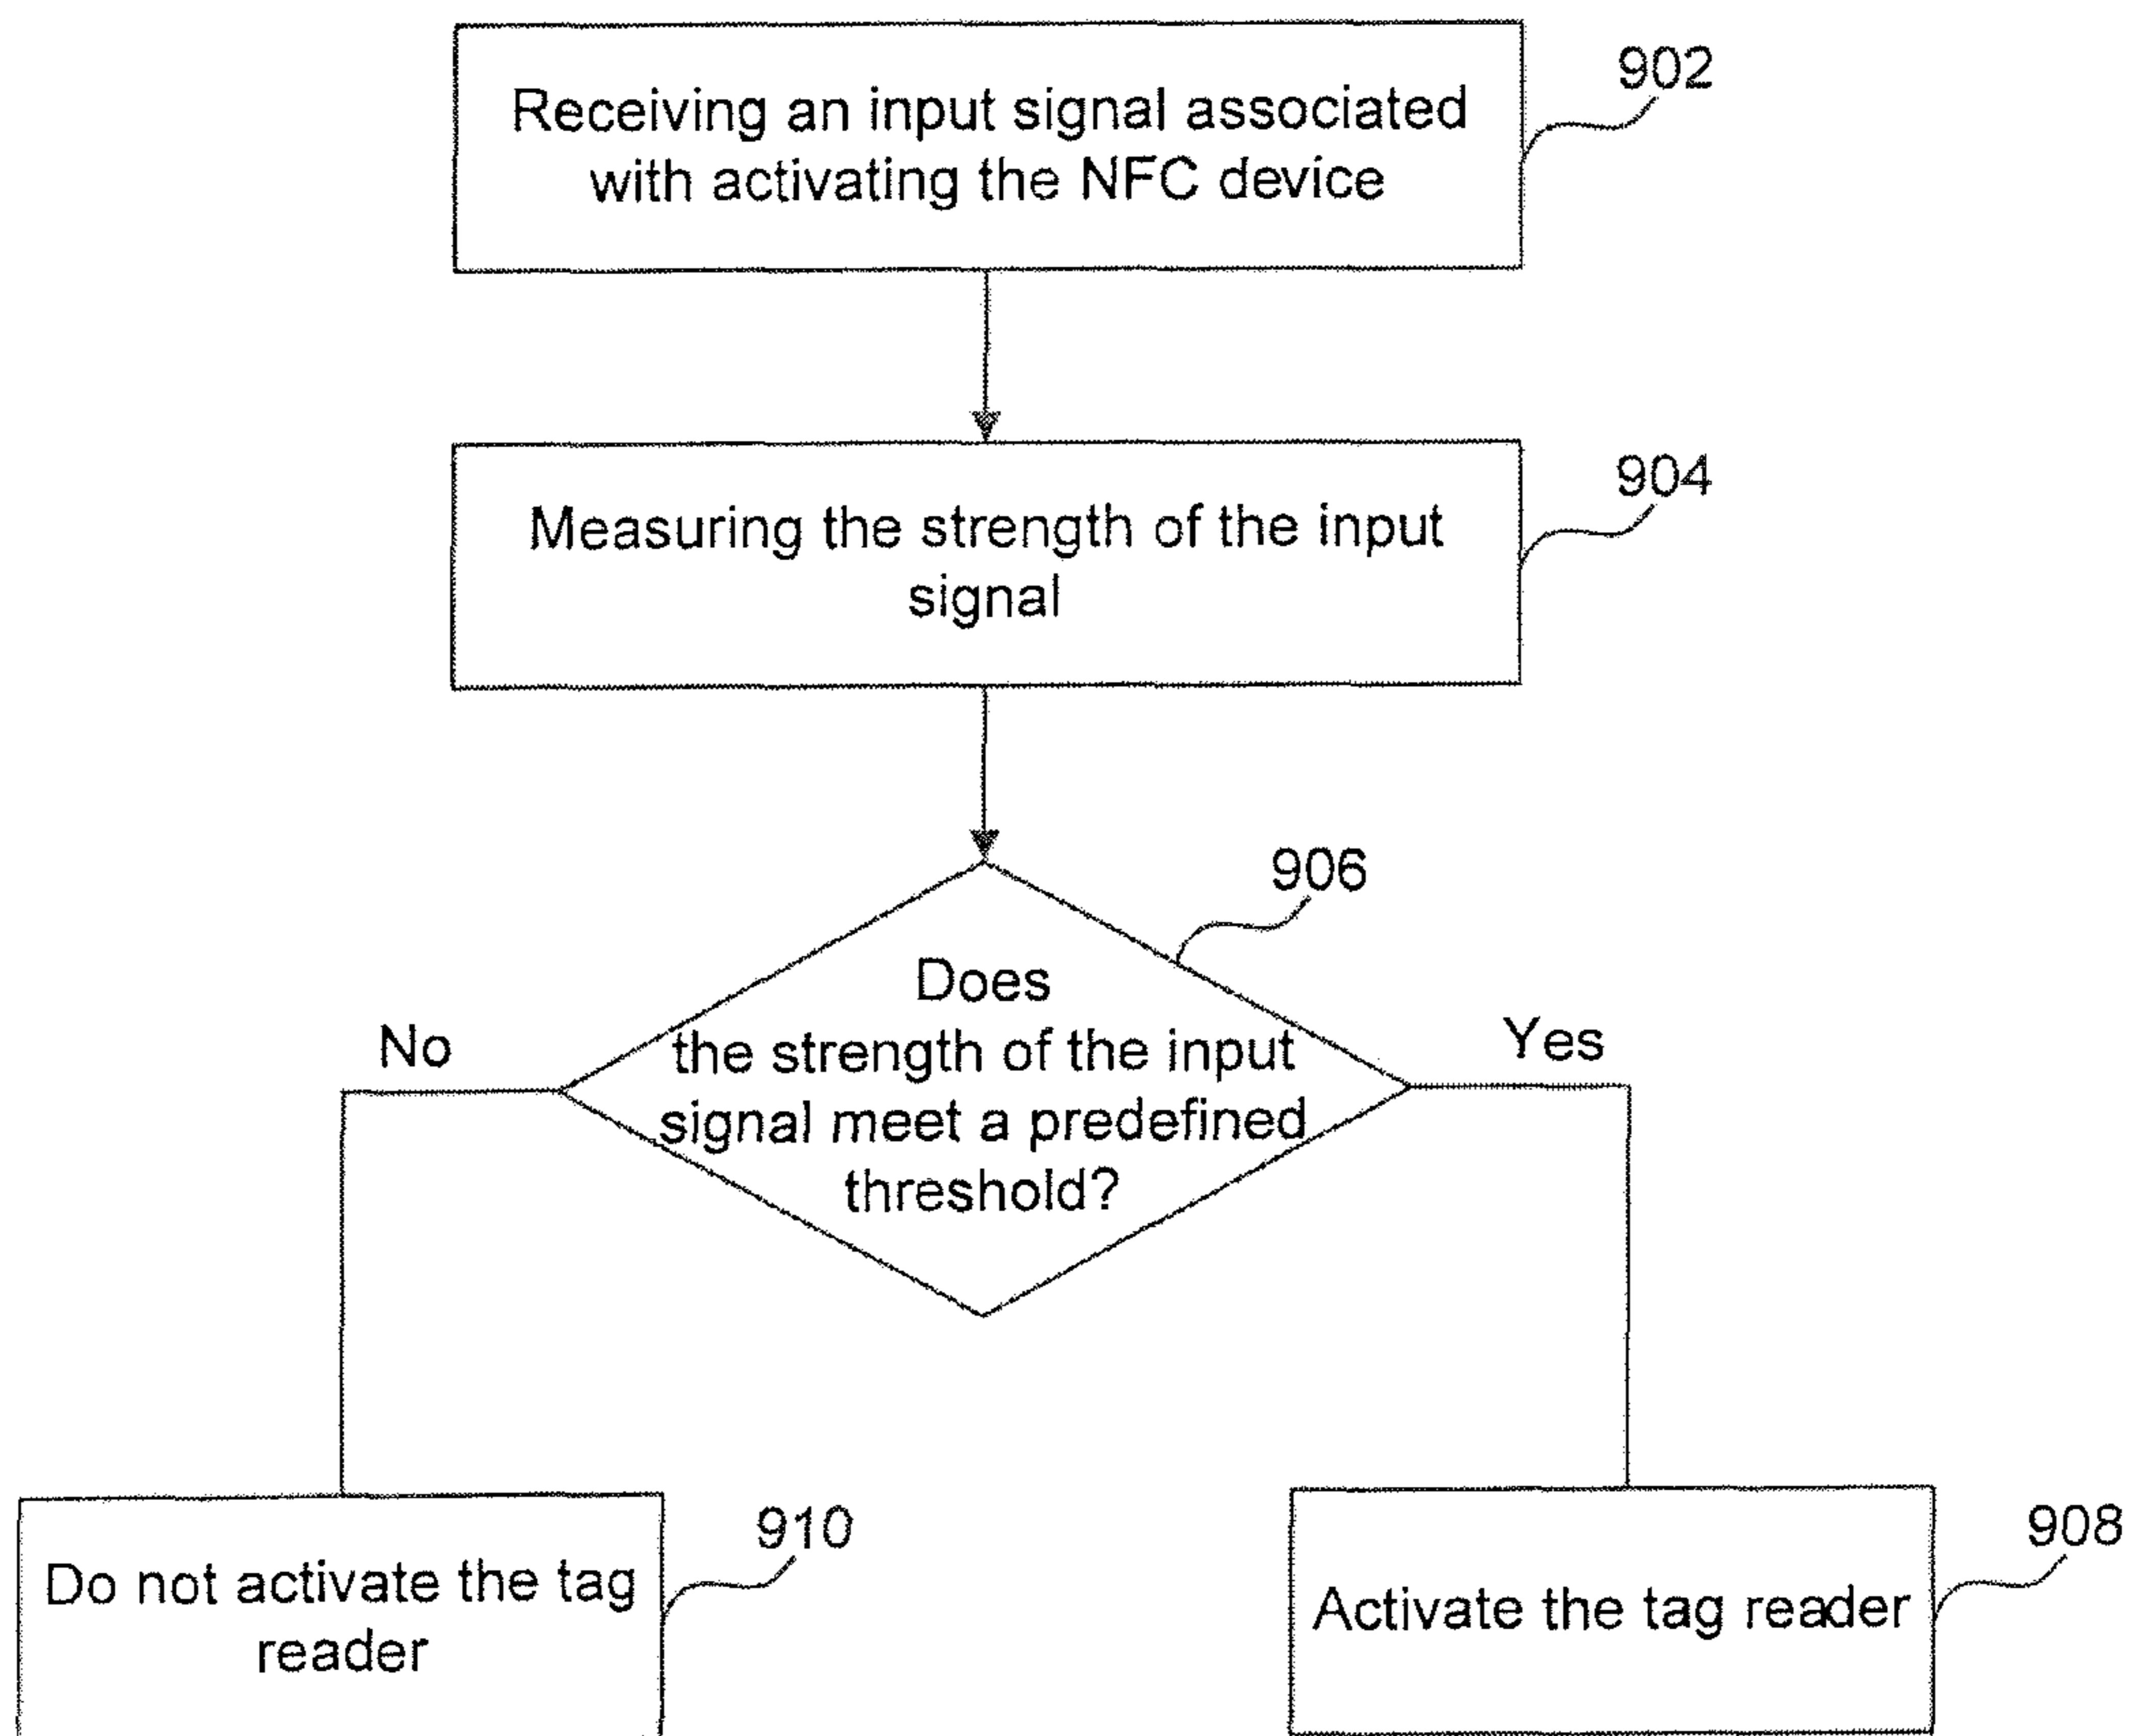 Receiving an input signal associated
with activating the NFC device
902
Measuring the strength of the input
signal
904
906
Does
the strength of the input
signal meet a predefined
threshold?
No
Yes
Do not activate the tag
reader
910
Activate the tag reader
908